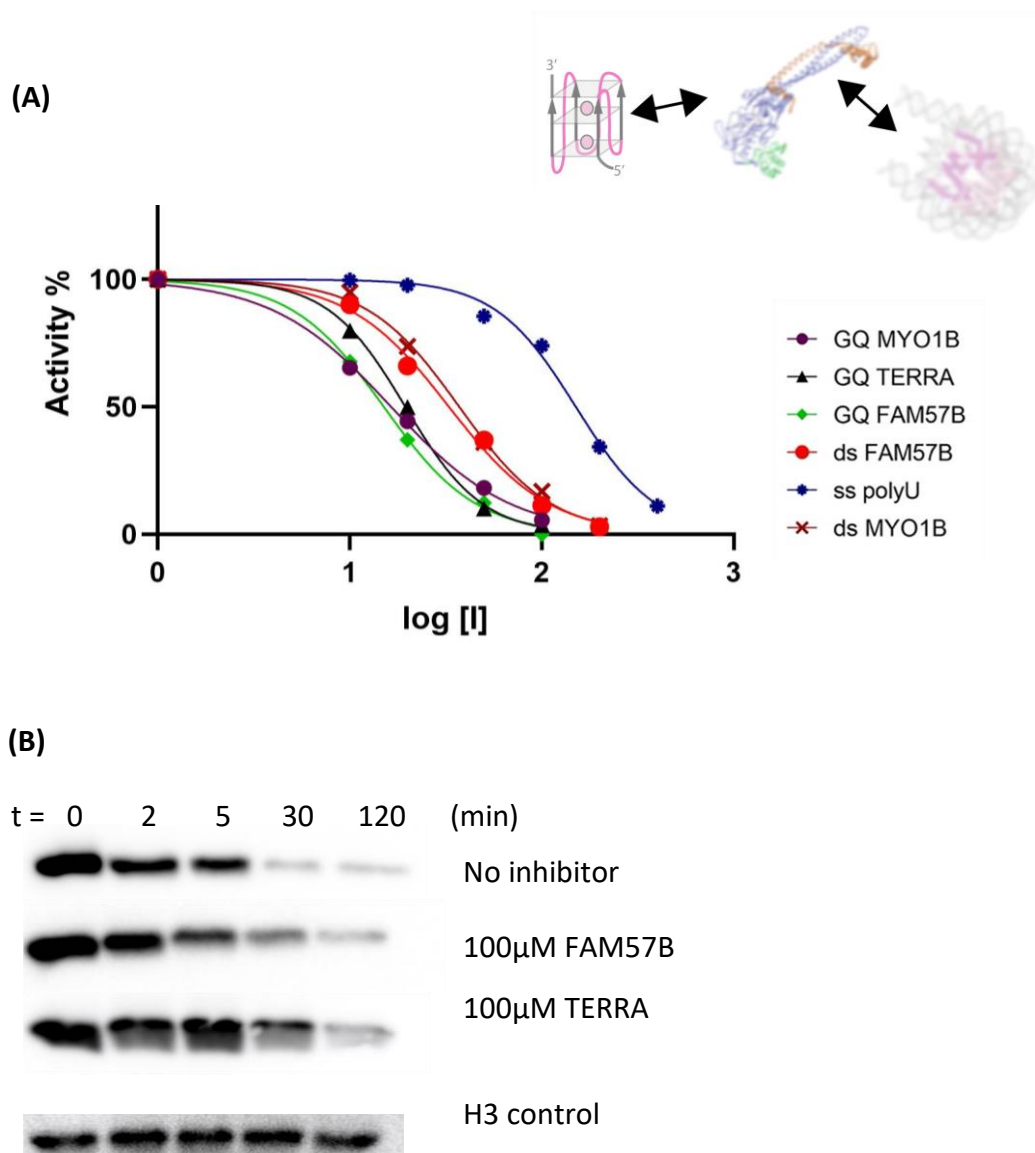 (A)
3′
5′
Activity %
100
50
0
0 1 2 3
log [I]
GQ MYO1B
GQ TERRA
GQ FAM57B
ds FAM57B
ss polyU
ds MYO1B
(B)
t = 0 2 5 30 120 (min)
No inhibitor
100µM FAM57B
100µM TERRA
H3 control